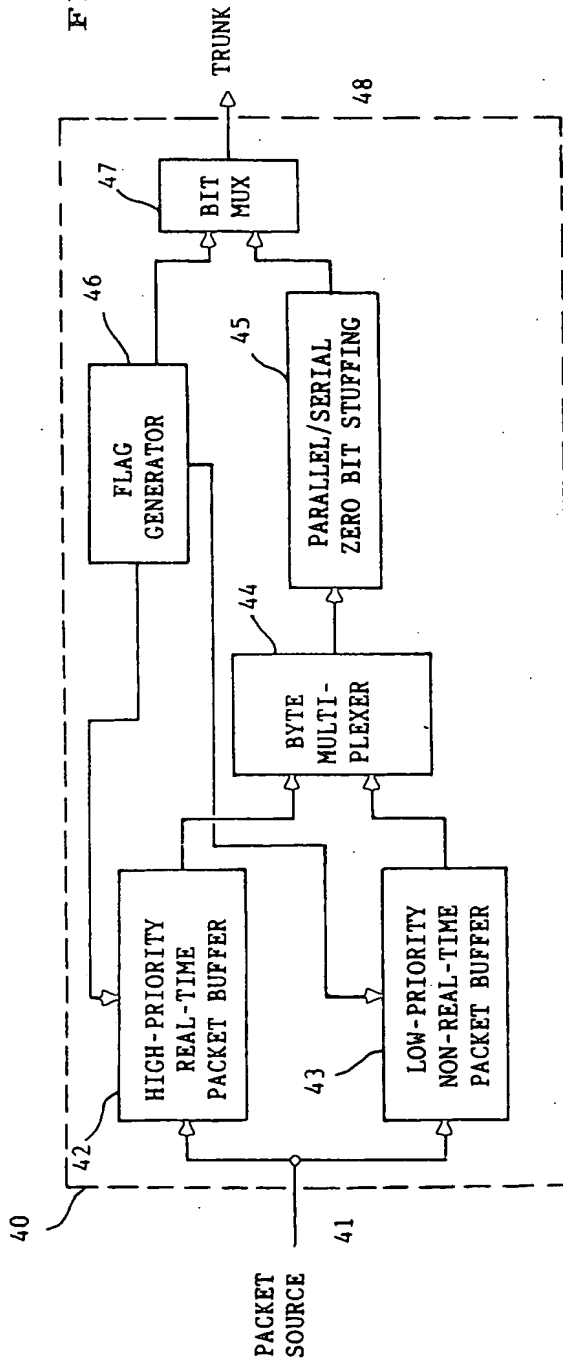 40
PACKET
SOURCE
41
42
HIGH-PRIORITY
REAL-TIME
PACKET BUFFER
43
LOW-PRIORITY
NON-REAL-TIME
PACKET BUFFER
44
BYTE
MULTI-
PLEXER
45
PARALLEL/SERIAL
ZERO BIT STUFFING
46
FLAG
GENERATOR
47
BIT
MUX
TRUNK
48
F